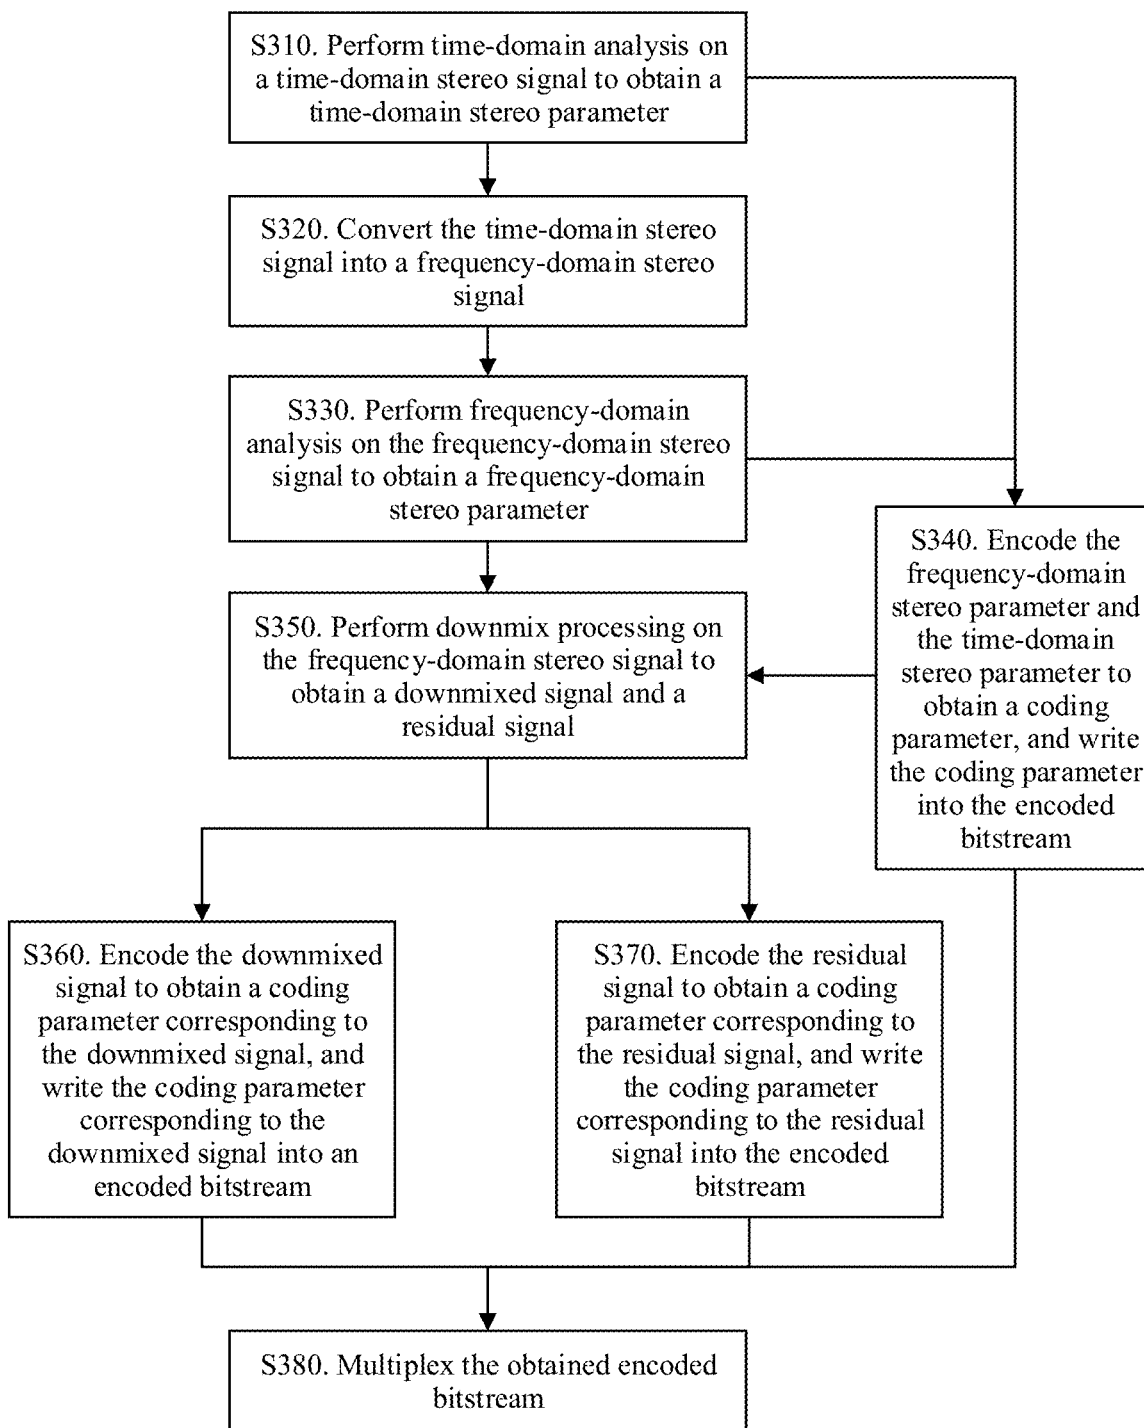 S310. Perform time-domain analysis on
a time-domain stereo signal to obtain a
time-domain stereo parameter
S320. Convert the time-domain stereo
signal into a frequency-domain stereo
signal
S330. Perform frequency-domain
analysis on the frequency-domain stereo
signal to obtain a frequency-domain
stereo parameter
S340. Encode the
frequency-domain
stereo parameter and
the time-domain
stereo parameter to
obtain a coding
parameter, and write
the coding parameter
into the encoded
bitstream
S350. Perform downmix processing on
the frequency-domain stereo signal to
obtain a downmixed signal and a
residual signal
S360. Encode the downmixed
signal to obtain a coding
parameter corresponding to
the downmixed signal, and
write the coding parameter
corresponding to the
downmixed signal into an
encoded bitstream
S370. Encode the residual
signal to obtain a coding
parameter corresponding to
the residual signal, and write
the coding parameter
corresponding to the residual
signal into the encoded
bitstream
S380. Multiplex the obtained encoded
bitstream